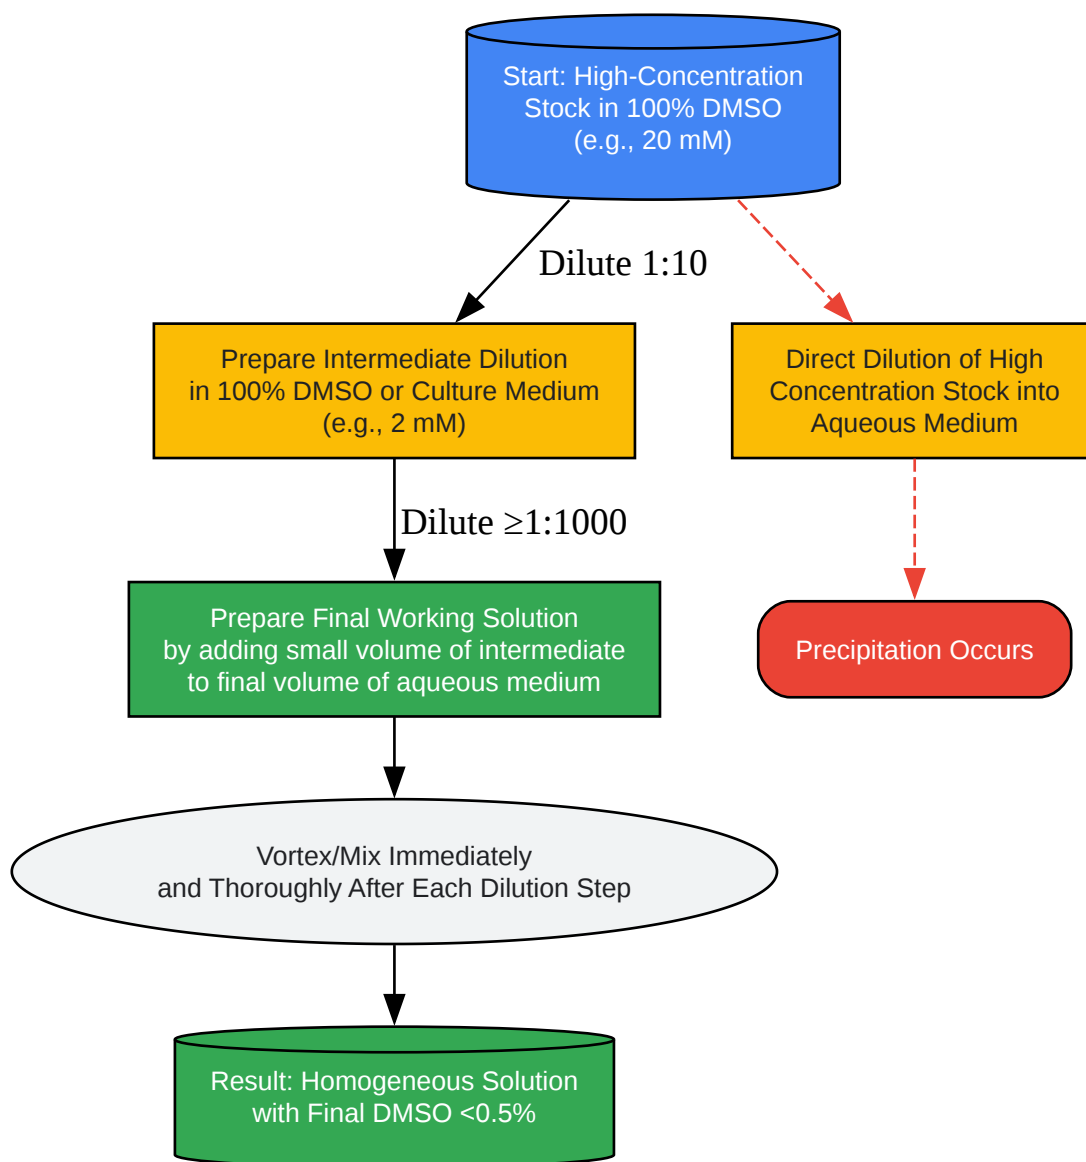 Start: High-Concentration
Stock in 100% DMSO
(e.g., 20 mM)
Dilute 1:10
Prepare Intermediate Dilution
in 100% DMSO or Culture Medium
(e.g., 2 mM)
Direct Dilution of High
Concentration Stock into
Aqueous Medium
Dilute ≥1:1000
Prepare Final Working Solution
by adding small volume of intermediate
to final volume of aqueous medium
Precipitation Occurs
Vortex/Mix Immediately
and Thoroughly After Each Dilution Step
Result: Homogeneous Solution
with Final DMSO <0.5%